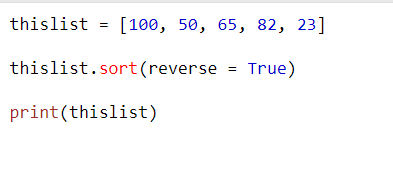 thislist = [100, 50, 65, 82, 23]
thislist.sort(reverse = True)
print(thislist)